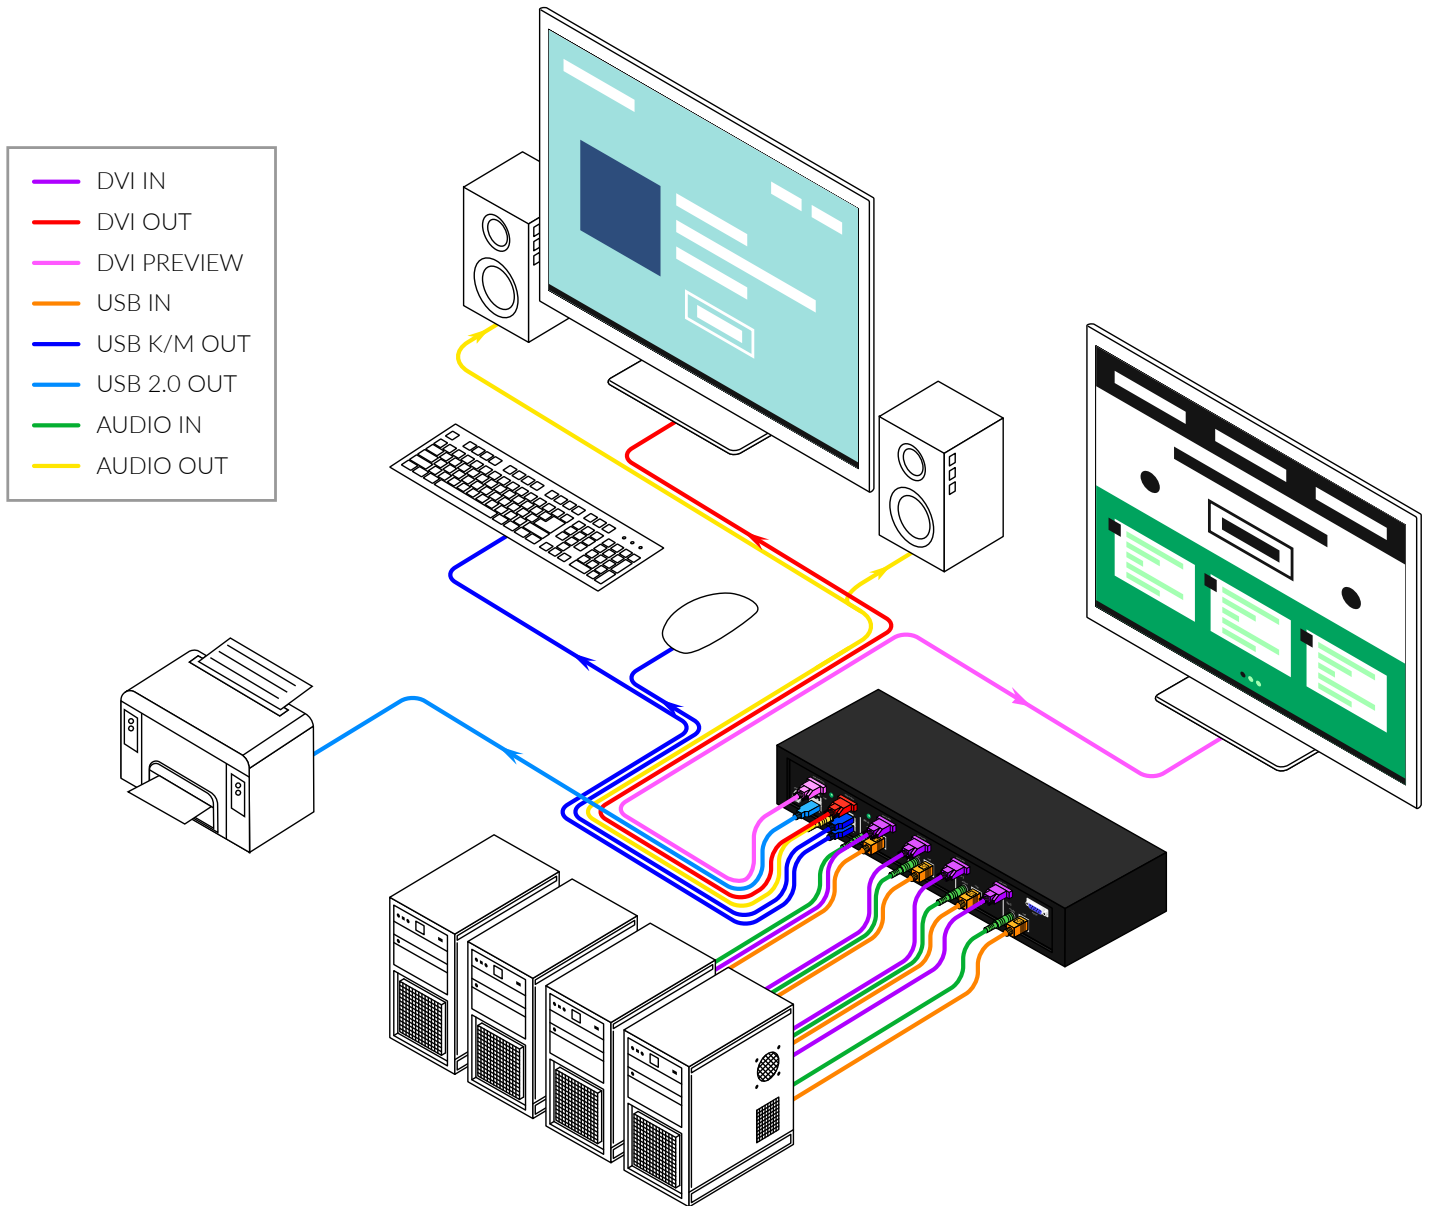 DVI IN
DVI OUT
DVI PREVIEW
USB IN
USB K/M OUT
USB 2.0 OUT
AUDIO IN
AUDIO OUT